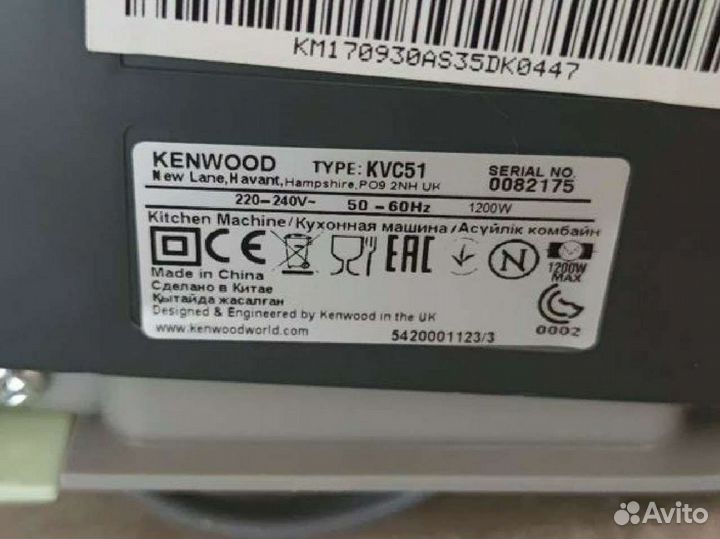 KM170930AS35DK0447
KENWOOD TYPE: KVC51 SERIAL NO.
New Lane, Havant, Hampshire, PO9 2NH UK 0082175
220-240V~ 50-60Hz 1200W
Kitchen Machine/Кухонная машина/Асүйлік комбайн
CE EAC N
1200W
MAX
Made in China
Сделано в Китае
Қытайда жасалған
Designed & Engineered by Kenwood in the UK
0002
www.kenwoodworld.com 5420001123/3
Avito